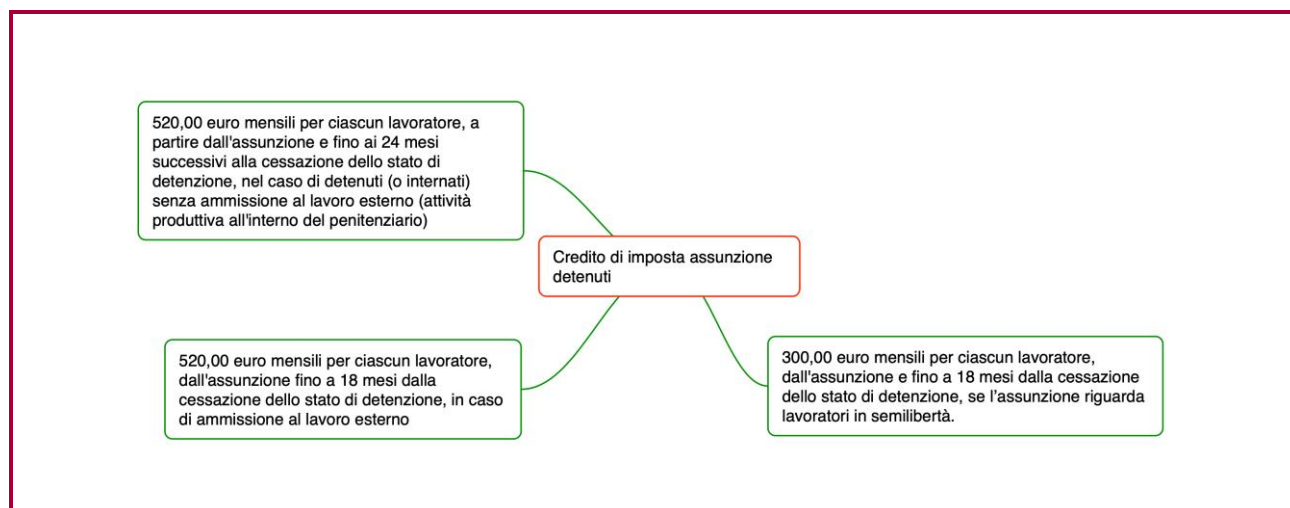 520,00 euro mensili per ciascun lavoratore, a
partire dall'assunzione e fino ai 24 mesi
successivi alla cessazione dello stato di
detenzione, nel caso di detenuti (o internati)
senza ammissione al lavoro esterno (attività
produttiva all'interno del penitenziario)
Credito di imposta assunzione
detenuti
520,00 euro mensili per ciascun lavoratore,
dall'assunzione fino a 18 mesi dalla
cessazione dello stato di detenzione, in caso
di ammissione al lavoro esterno
300,00 euro mensili per ciascun lavoratore,
dall'assunzione e fino a 18 mesi dalla cessazione
dello stato di detenzione, se l’assunzione riguarda
lavoratori in semilibertà.